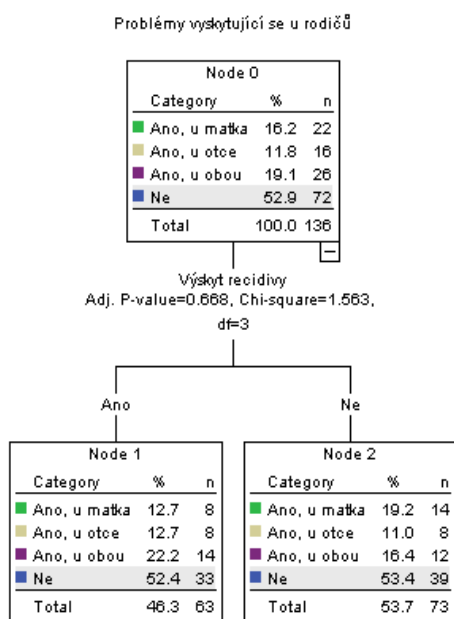 Problémy vyskytující se u rodičů
Node 0
Category % n
Ano, u matka 16.2 22
Ano, u otce 11.8 16
Ano, u obou 19.1 26
Ne 52.9 72
Total 100.0 136
Výskyt recidivy
Adj. P-value=0.668, Chi-square=1.563,
df=3
Ano
Ne
Node 1
Category % n
Ano, u matka 12.7 8
Ano, u otce 12.7 8
Ano, u obou 22.2 14
Ne 52.4 33
Total 46.3 63
Node 2
Category % n
Ano, u matka 19.2 14
Ano, u otce 11.0 8
Ano, u obou 16.4 12
Ne 53.4 39
Total 53.7 73